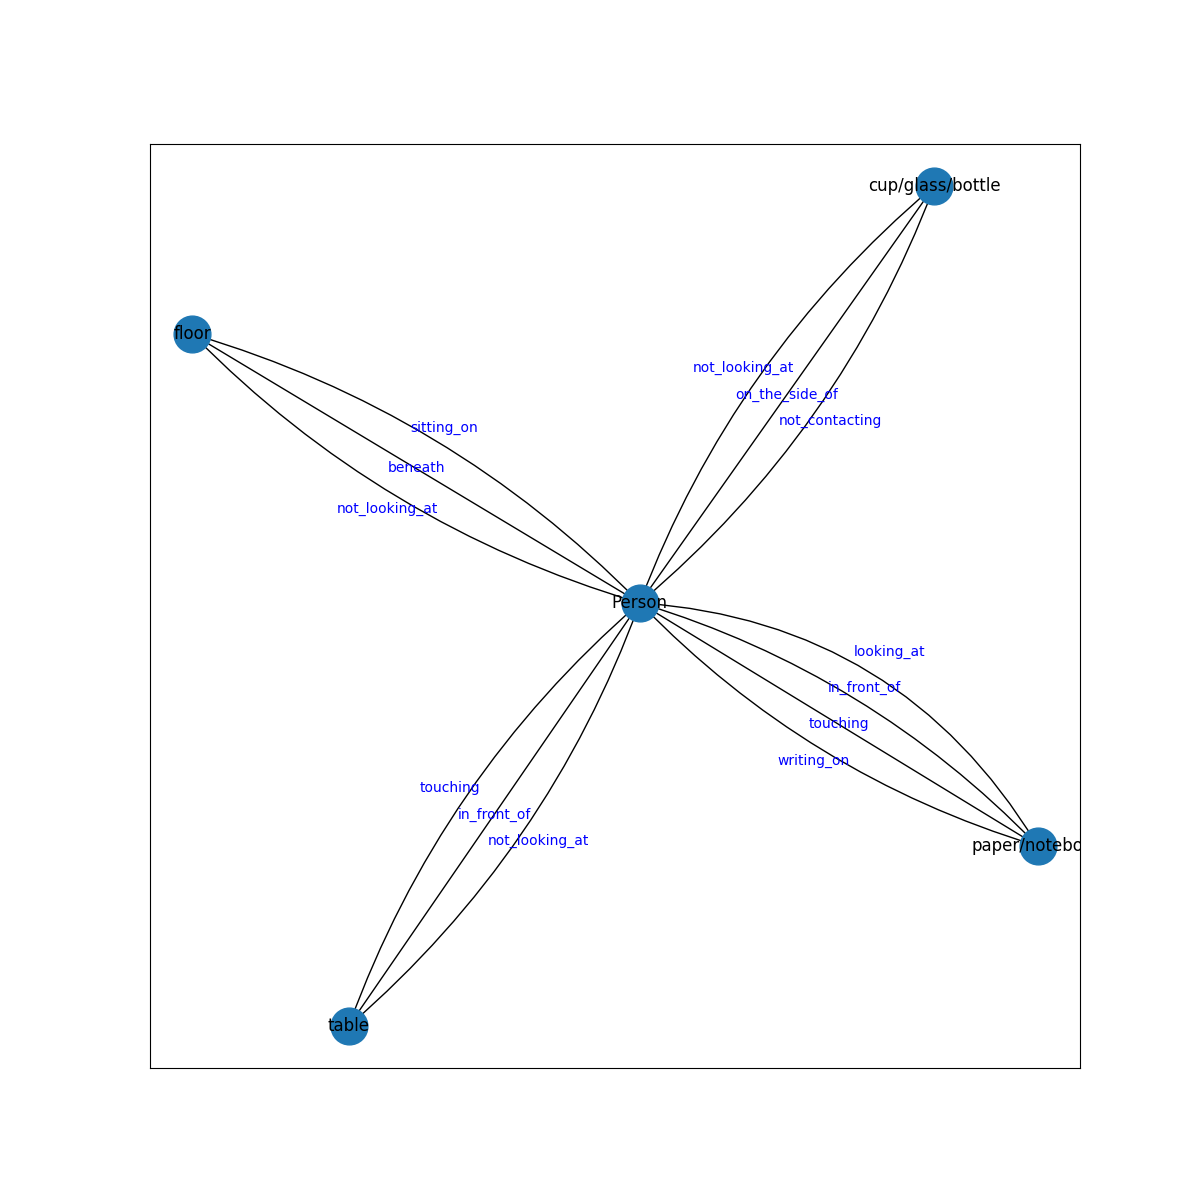 cup/glass/bottle
floor
not_looking_at
on_the_side_of
not_contacting
sitting_on
beneath
not_looking_at
Person
looking_at
in_front_of
touching
writing_on
touching
in_front_of
not_looking_at
paper/notebo
table